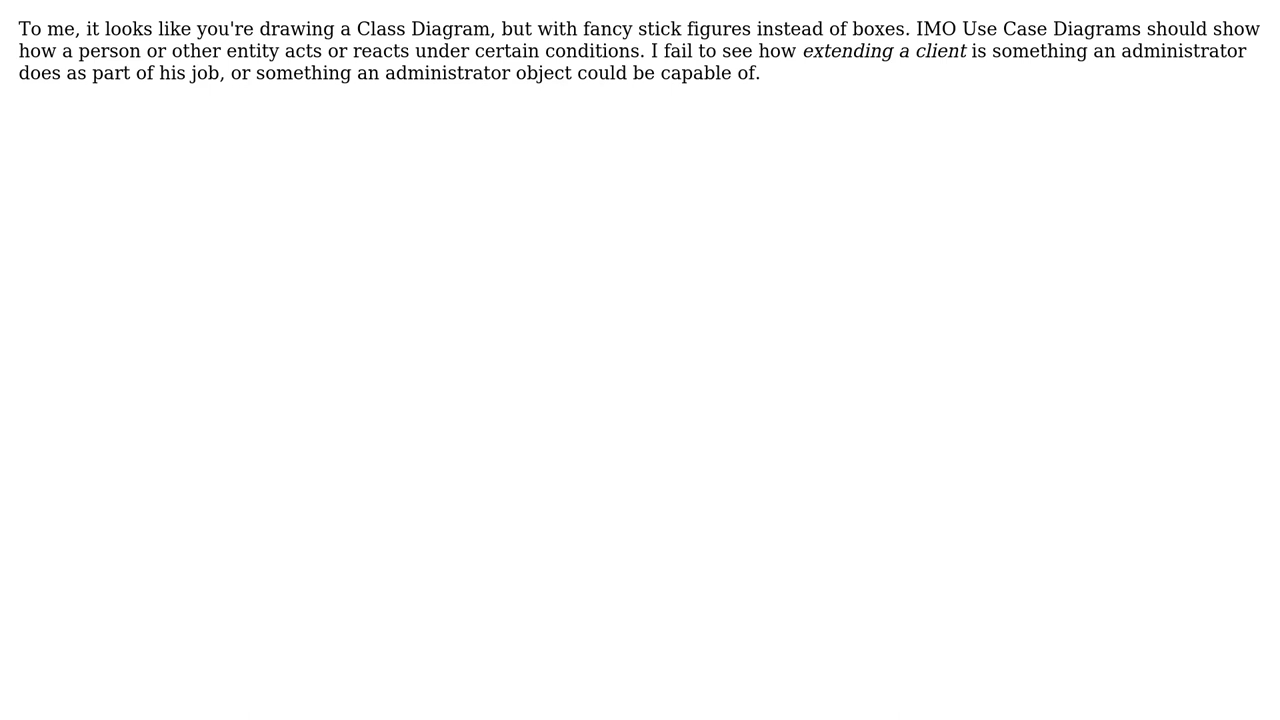 To me, it looks like you're drawing a Class Diagram, but with fancy stick figures instead of boxes. IMO Use Case Diagrams should show
how a person or other entity acts or reacts under certain conditions. I fail to see how extending a client is something an administrator
does as part of his job, or something an administrator object could be capable of.